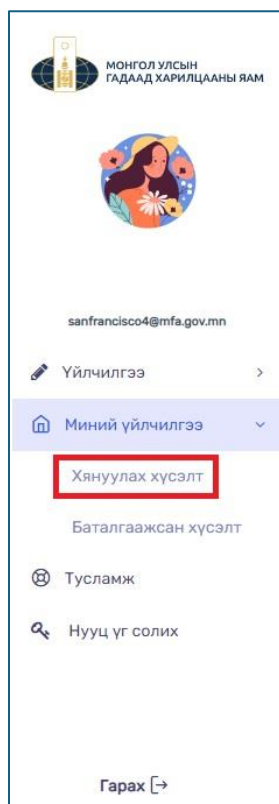 МОНГОЛ УЛСЫН
ГАДААД ХАРИЛЦААНЫ ЯАМ
sanfrancisco4@mfa.gov.mn
Үйлчилгээ
Миний үйлчилгээ
Хянуулах хүсэлт
Баталгаажсан хүсэлт
Тусламж
Нууц үг солих
Гарах